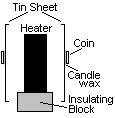 Tin Sheet
Heater
Coin
Candle
wax
Insulating
Block